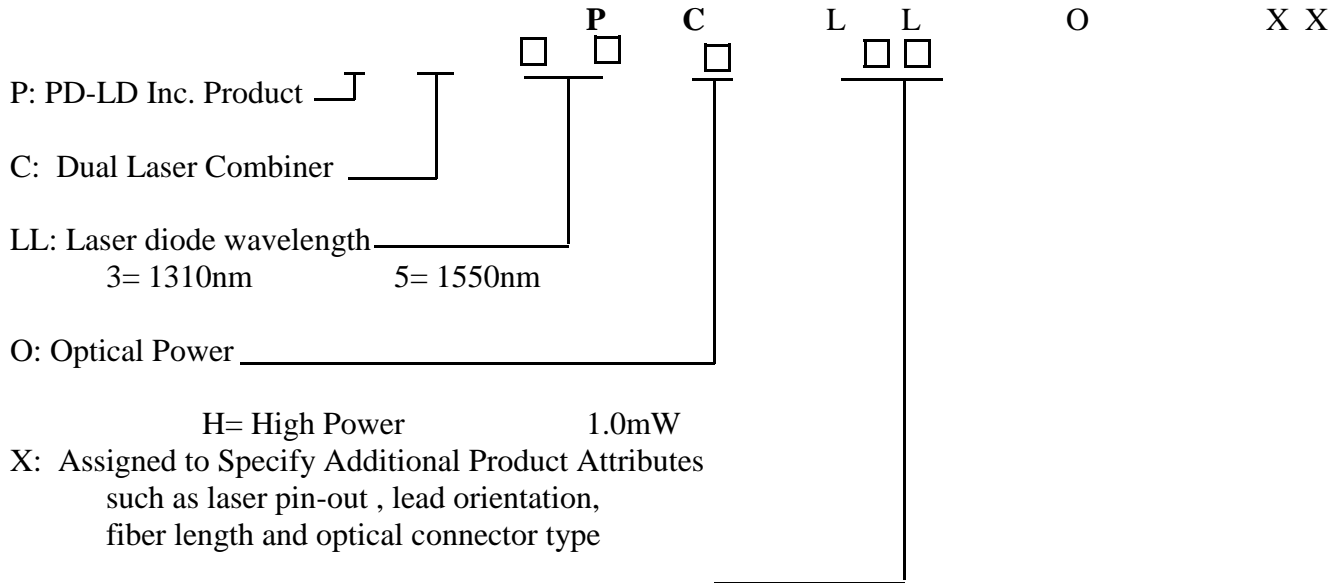 P C L L O X X
P: PD-LD Inc. Product
C: Dual Laser Combiner
LL: Laser diode wavelength
3= 1310nm 5= 1550nm
O: Optical Power
H= High Power 1.0mW
X: Assigned to Specify Additional Product Attributes
such as laser pin-out , lead orientation,
fiber length and optical connector type